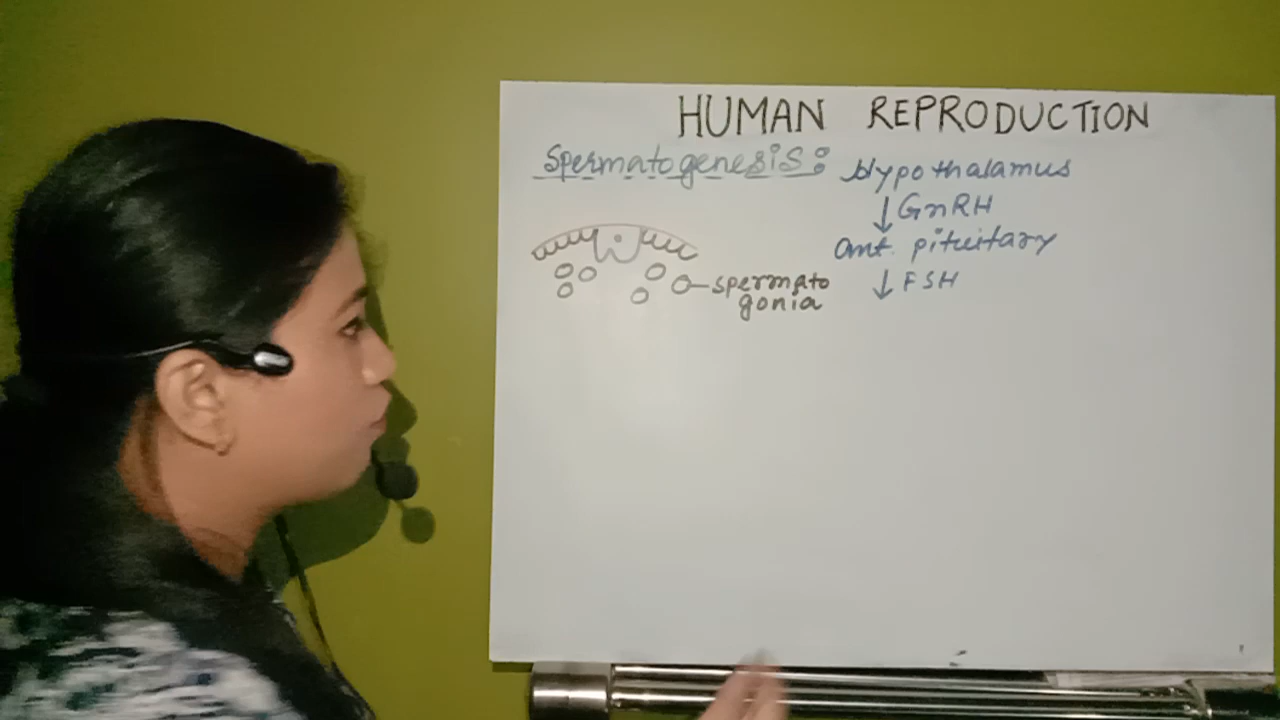 HUMAN REPRODUCTION
Spermatogenesis:
Hypothalamus
↓ GnRH
Ant. pituitary
↓ FSH
spermato
gonia